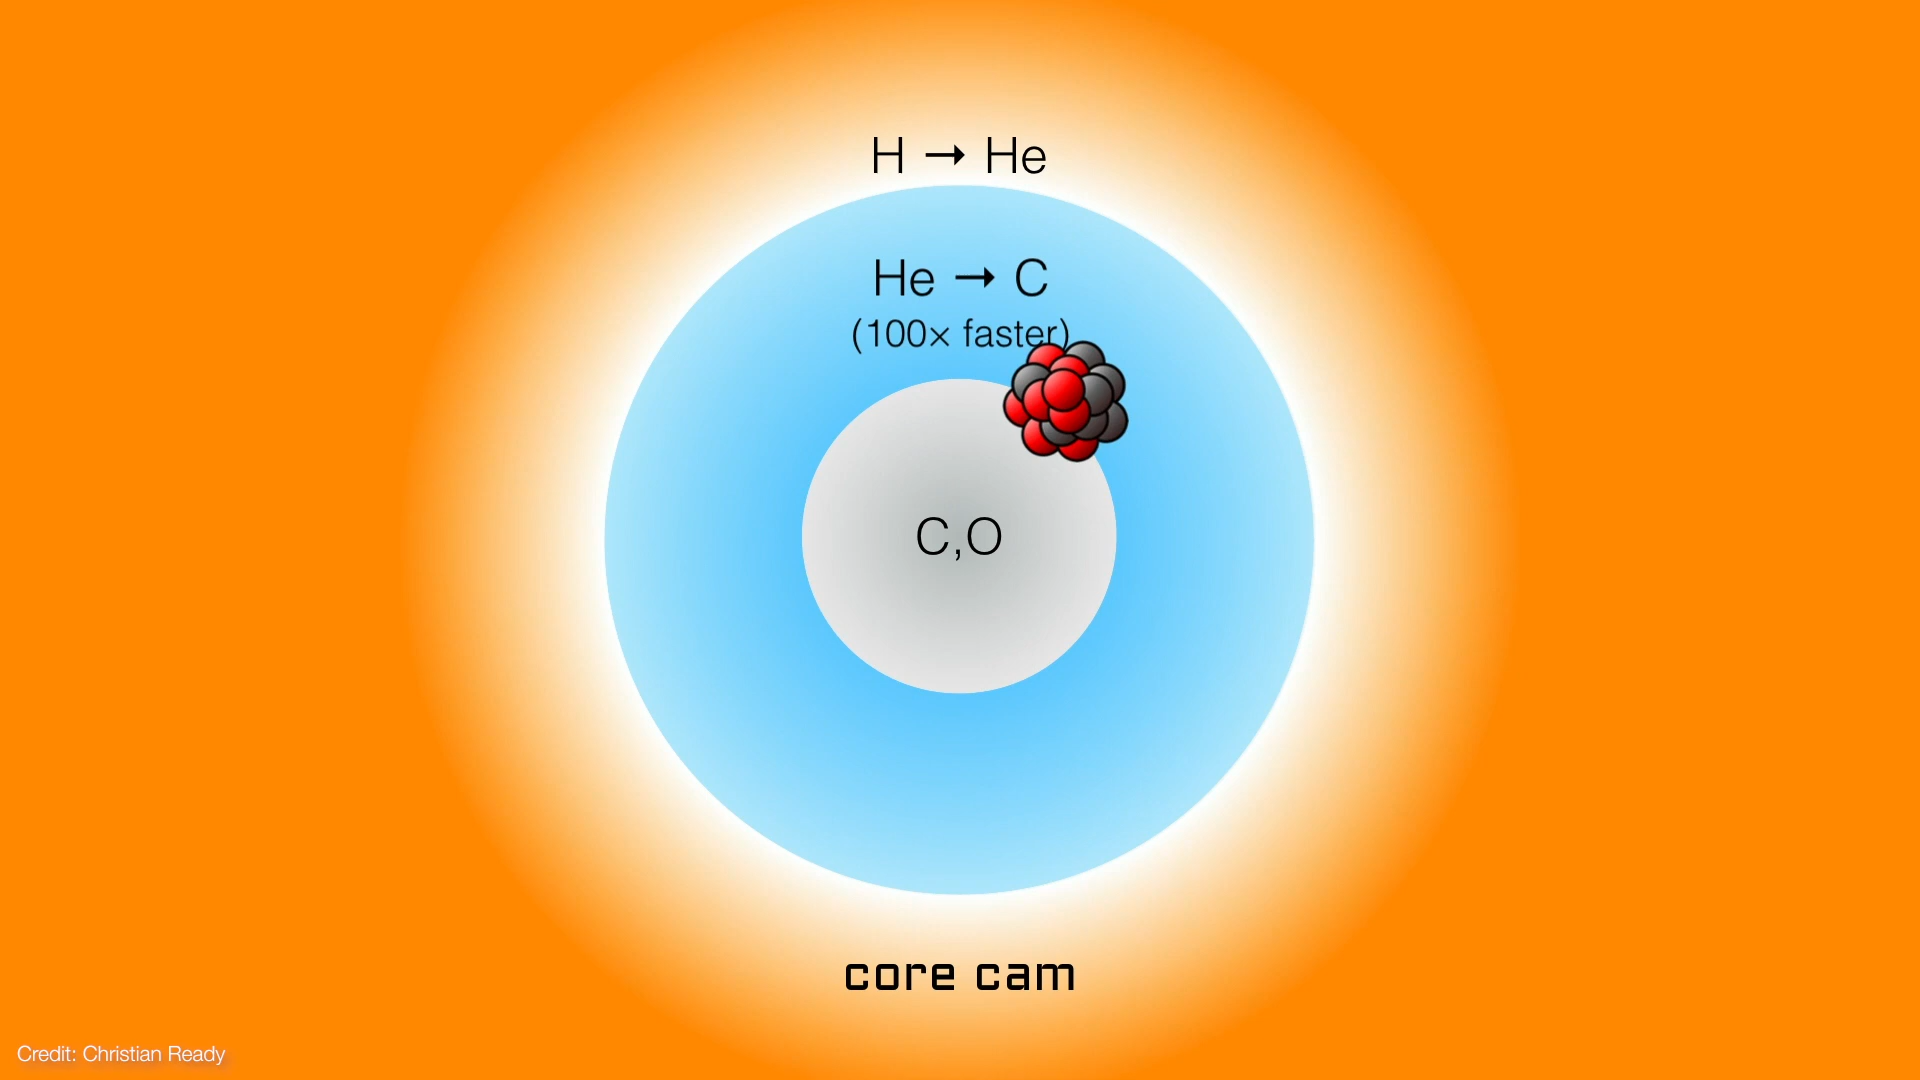 H → He
He → C
(100× faster)
C,O
core cam
Credit: Christian Ready